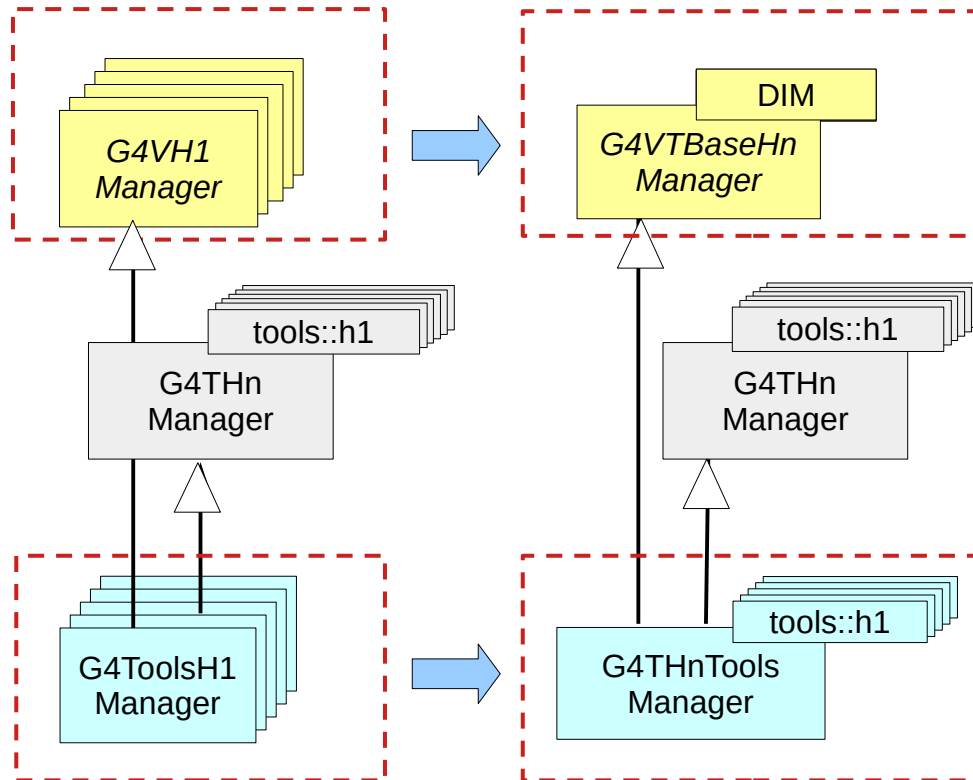 G4VH1
Manager
DIM
G4VTBaseHn
Manager
tools::h1
G4THn
Manager
tools::h1
G4THn
Manager
G4ToolsH1
Manager
tools::h1
G4THnTools
Manager